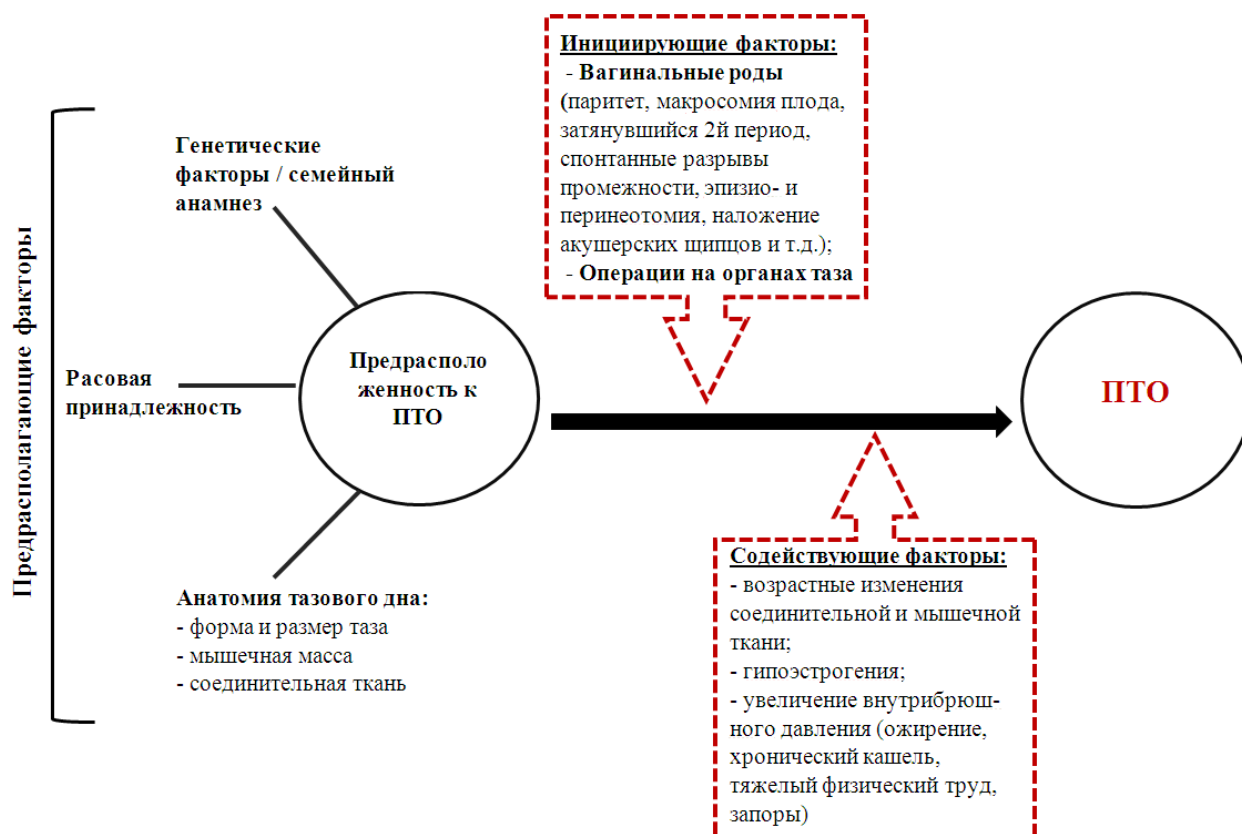 Предрасполагающие факторы
Генетические
факторы / семейный
анамнез
Расовая
принадлежность
Анатомия тазового дна:
- форма и размер таза
- мышечная масса
- соединительная ткань
Предрасполо
женность к
ПТО
Инициирующие факторы:
- Вагинальные роды
(паритет, макросомия плода,
затянувшийся 2й период,
спонтанные разрывы
промежности, эпизио- и
перинеотомия, наложение
акушерских щипцов и т.д.);
- Операции на органах таза
Содействующие факторы:
- возрастные изменения
соединительной и мышечной
ткани;
- гипоэстрогения;
- увеличение внутрибрюш-
ного давления (ожирение,
хронический кашель,
тяжелый физический труд,
запоры)
ПТО